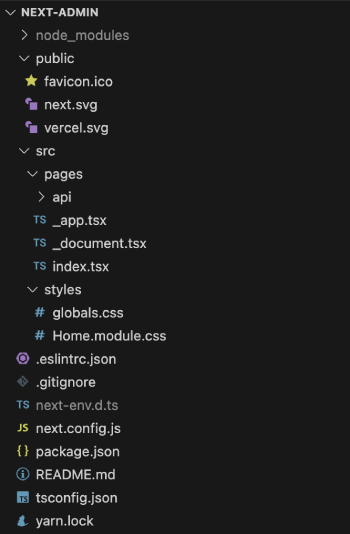 NEXT-ADMIN
node_modules
public
favicon.ico
next.svg
vercel.svg
src
pages
api
TS _app.tsx
TS _document.tsx
TS index.tsx
styles
# globals.css
# Home.module.css
.eslintrc.json
.gitignore
TS next-env.d.ts
JS next.config.js
{} package.json
README.md
TS tsconfig.json
yarn.lock